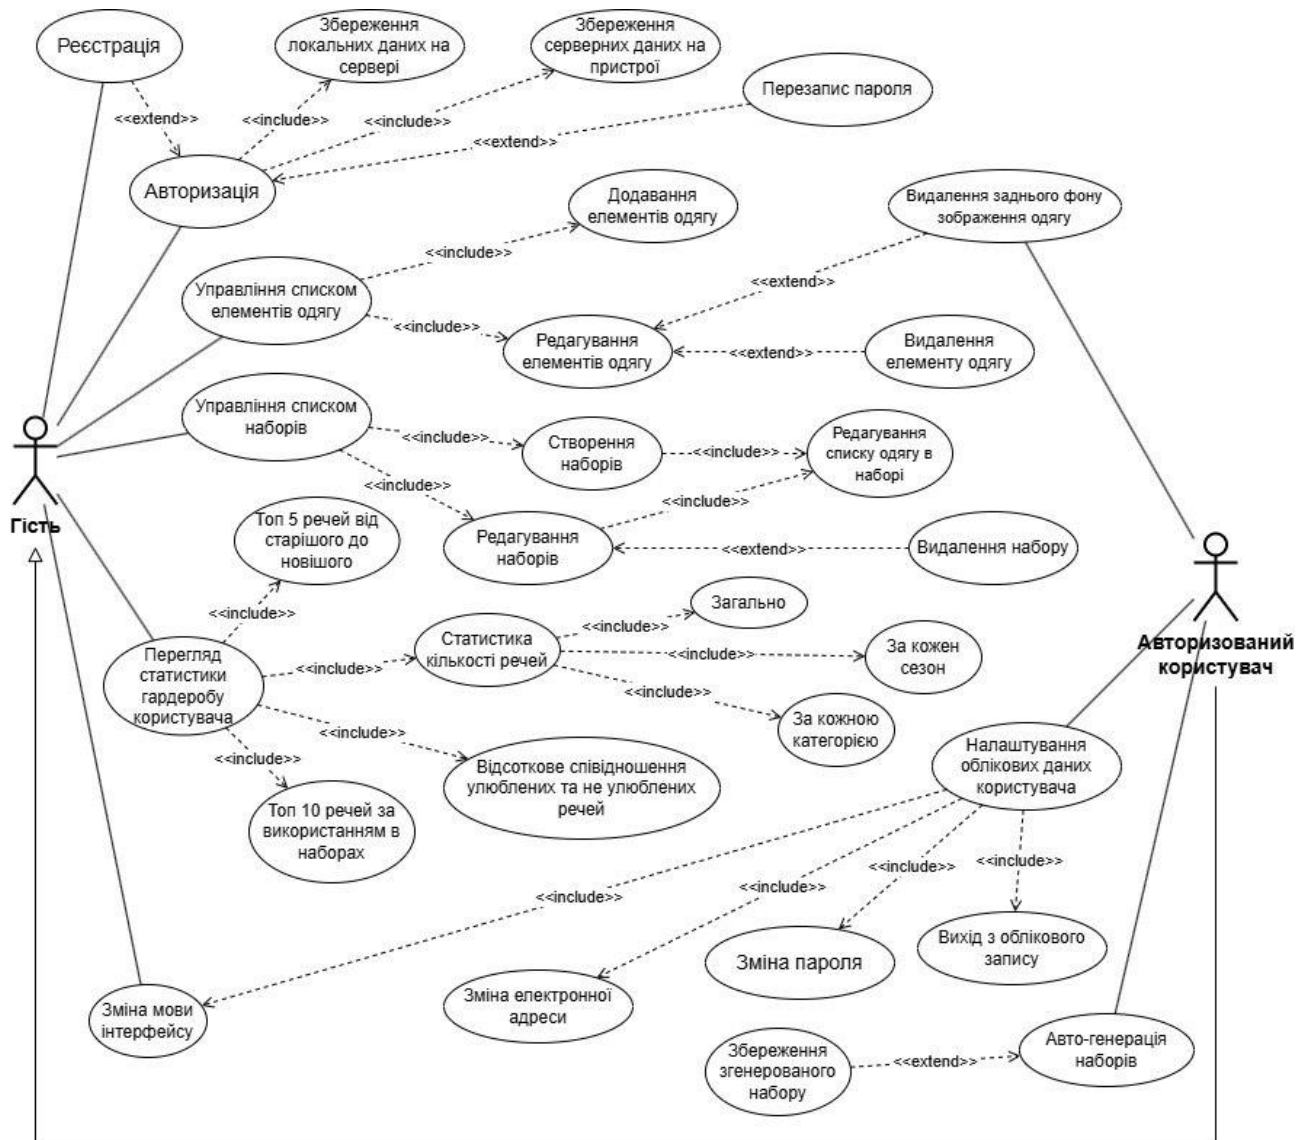 Реєстрація
Збереження
локальних даних на
сервері
Збереження
серверних даних на
пристрої
Перезапис пароля
<<extend>>
<<include>>
<<include>>
<<extend>>
Авторизація
Додавання
елементів одягу
Видалення заднього фону
зображення одягу
<<include>>
Управління списком
елементів одягу
<<extend>>
<<include>>
Редагування
елементів одягу
<<extend>>
Видалення
елементу одягу
Управління списком
наборів
<<include>>
Створення
наборів
<<include>>
Редагування
списку одягу в
наборі
<<include>>
<<include>>
Гість
Топ 5 речей від
старішого до
новішого
Редагування
наборів
<<extend>>
Видалення набору
<<include>>
Загально
<<include>>
Статистика
кількості речей
<<include>>
За кожен
сезон
Авторизований
користувач
Перегляд
статистики
гардеробу
користувача
<<include>>
<<include>>
За кожною
категорією
<<include>>
<<include>>
Відсоткове співідношення
улюблених та не улюблених
речей
Налаштування
облікових даних
користувача
Топ 10 речей за
використанням в
наборах
<<include>>
<<include>>
<<include>>
<<include>>
Зміна пароля
Вихід з облікового
запису
Зміна мови
інтерфейсу
Зміна електронної
адреси
Збереження
згенерованого
набору
<<extend>>
Авто-генерація
наборів